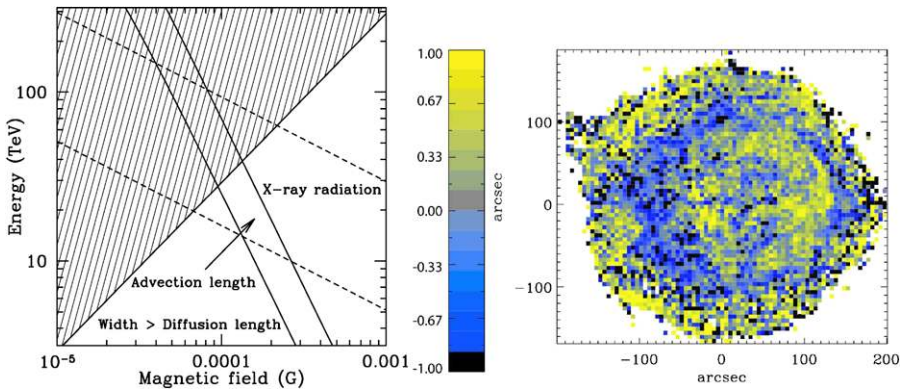 Energy (TeV)
100
10
X-ray radiation
Advection length
Width > Diffusion length
10-5
0.0001
0.001
Magnetic field (G)
1.00
0.67
0.33
0.00
-0.33
-0.67
-1.00
arcsec
100
0
-100
-100
0
100
200
arcsec